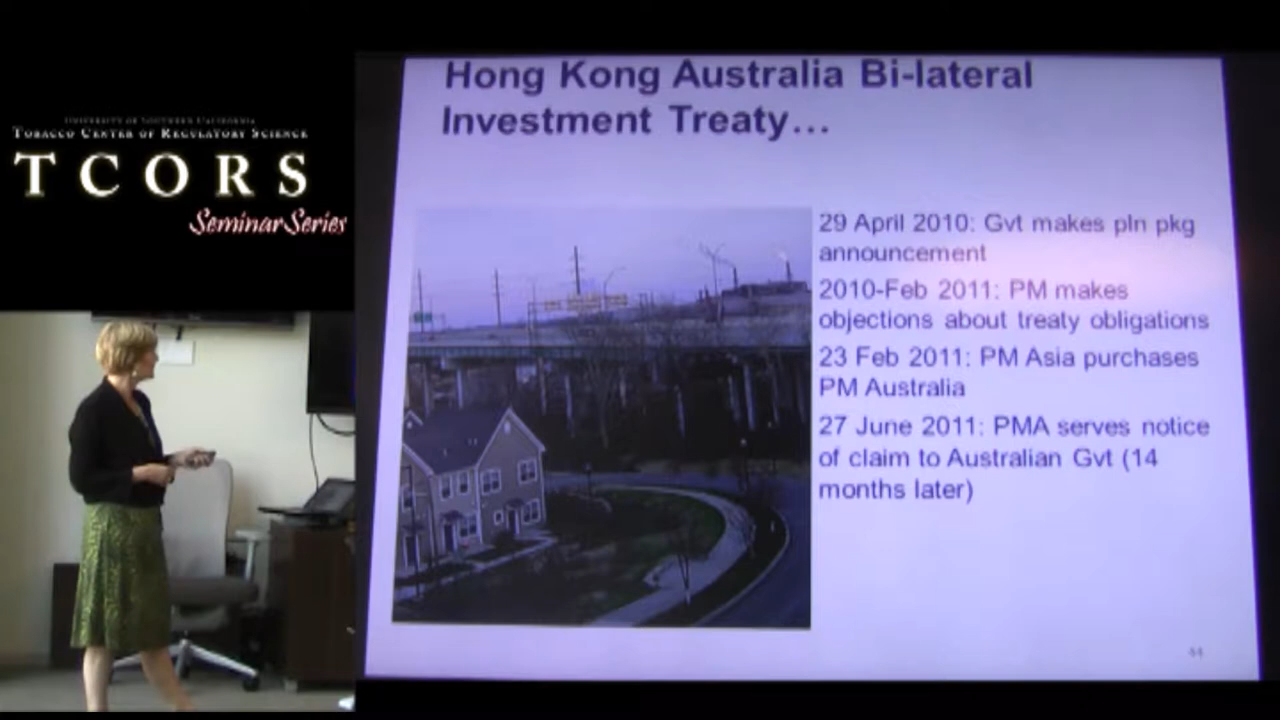 UNIVERSITY OF SOUTHERN CALIFORNIA
TOBACCO CENTER OF REGULATORY SCIENCE
TCORS
Seminar Series
Hong Kong Australia Bi-lateral
Investment Treaty…
29 April 2010: Gvt makes pln pkg
announcement
2010-Feb 2011: PM makes
objections about treaty obligations
23 Feb 2011: PM Asia purchases
PM Australia
27 June 2011: PMA serves notice
of claim to Australian Gvt (14
months later)